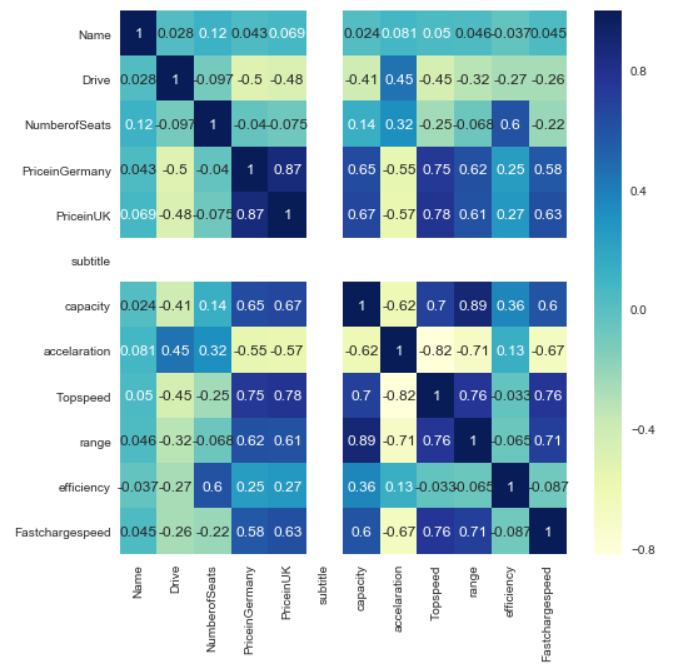 Name 1 0.028 0.12 0.043 0.069 0.024 0.081 0.05 0.046 -0.037 0.045
Drive 0.028 1 -0.097 -0.5 -0.48 -0.41 0.45 -0.45 -0.32 -0.27 -0.26
NumberofSeats 0.12 -0.097 1 -0.04 -0.075 0.14 0.32 -0.25 -0.068 0.6 -0.22
PriceinGermany 0.043 -0.5 -0.04 1 0.87 0.65 -0.55 0.75 0.62 0.25 0.58
PriceinUK 0.069 -0.48 -0.075 0.87 1 0.67 -0.57 0.78 0.61 0.27 0.63
subtitle
capacity 0.024 -0.41 0.14 0.65 0.67 1 -0.62 0.7 0.89 0.36 0.6
accelaration 0.081 0.45 0.32 -0.55 -0.57 -0.62 1 -0.82 -0.71 0.13 -0.67
Topspeed 0.05 -0.45 -0.25 0.75 0.78 0.7 -0.82 1 0.76 -0.033 0.76
range 0.046 -0.32 -0.068 0.62 0.61 0.89 -0.71 0.76 1 -0.065 0.71
efficiency -0.037 -0.27 0.6 0.25 0.27 0.36 0.13 -0.033 -0.065 1 -0.087
Fastchargespeed 0.045 -0.26 -0.22 0.58 0.63 0.6 -0.67 0.76 0.71 -0.087 1
Name
Drive
NumberofSeats
PriceinGermany
PriceinUK
subtitle
capacity
accelaration
Topspeed
range
efficiency
Fastchargespeed
0.8
0.4
0.0
−0.4
−0.8